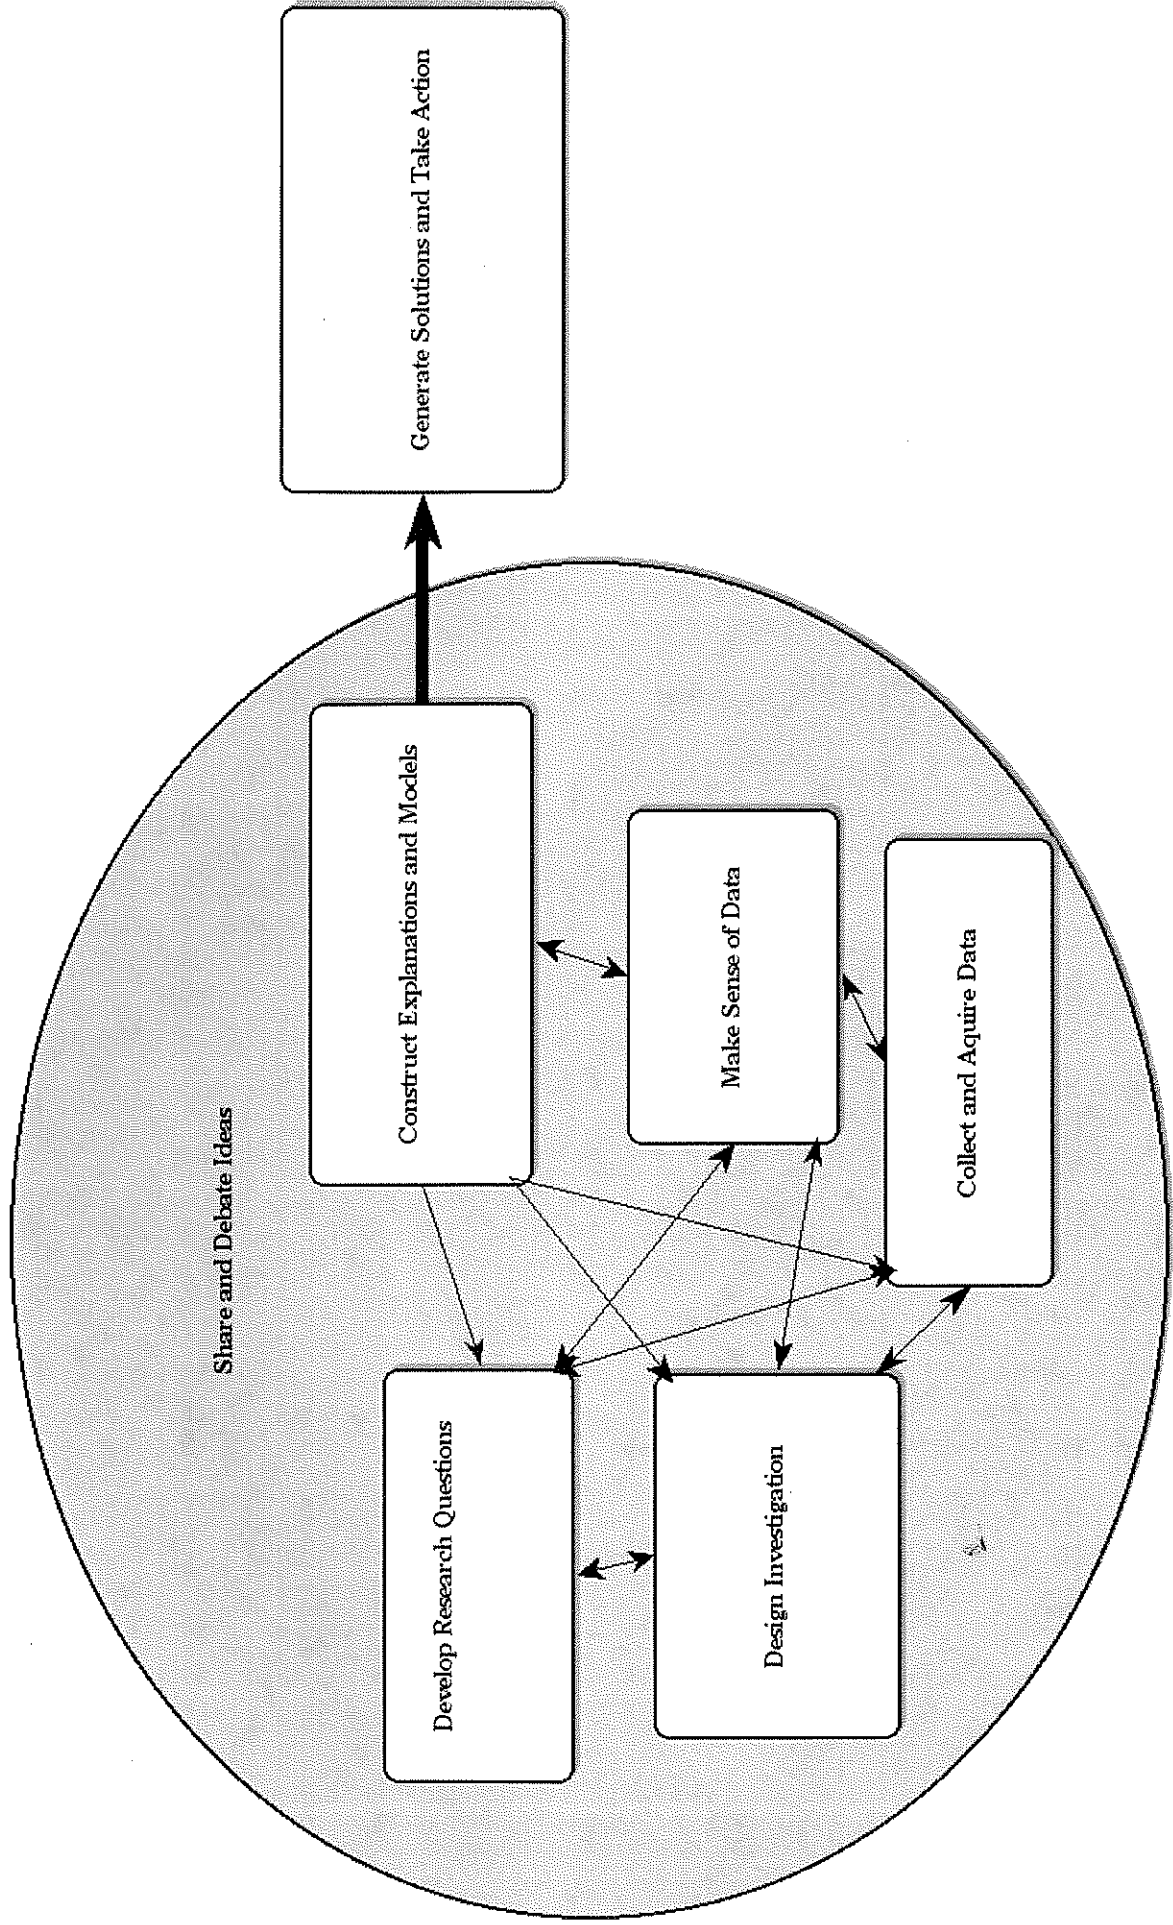 Share and Debate Ideas
Develop Research Questions
Construct Explanations and Models
Generate Solutions and Take Action
Design Investigation
Make Sense of Data
Collect and Aquire Data